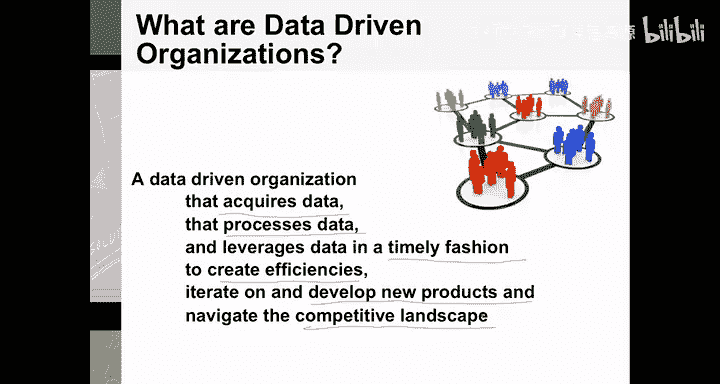 What are Data Driven
Organizations?
bilibili
A data driven organization
that acquires data,
that processes data,
and leverages data in a timely fashion
to create efficiencies,
iterate on and develop new products and
navigate the competitive landscape